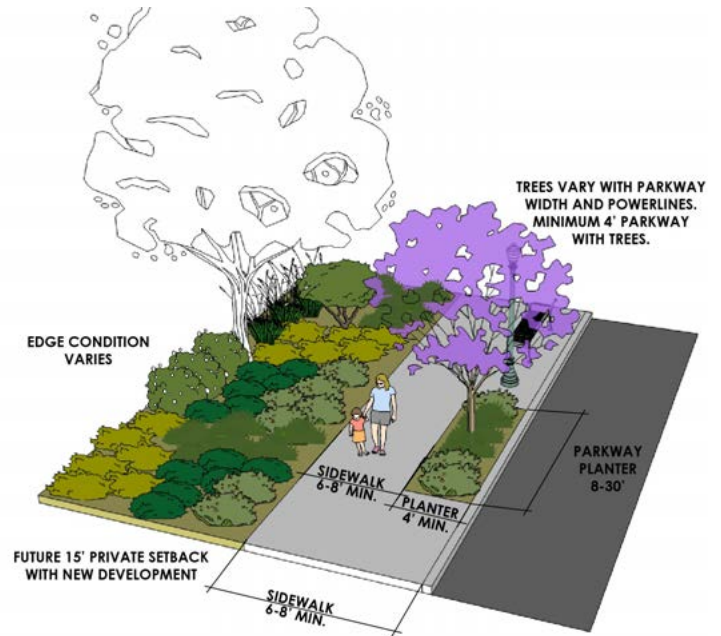 TREES VARY WITH PARKWAY
WIDTH AND POWERLINES.
MINIMUM 4' PARKWAY
WITH TREES.
EDGE CONDITION
VARIES
PARKWAY
PLANTER
8-30'
SIDEWALK
6-8' MIN.
PLANTER
4' MIN.
FUTURE 15' PRIVATE SETBACK
WITH NEW DEVELOPMENT
SIDEWALK
6-8' MIN.